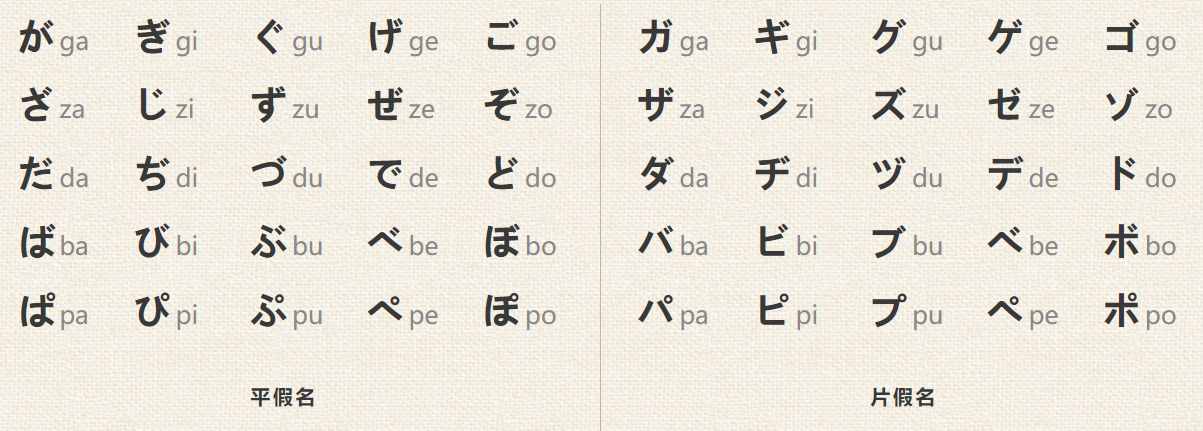 が ga ぎ gi ぐ gu げ ge ご go
ざ za じ zi ず zu ぜ ze ぞ zo
だ da ぢ di づ du で de ど do
ば ba び bi ぶ bu べ be ぼ bo
ぱ pa ぴ pi ぷ pu ぺ pe ぽ po
平假名
ガ ga ギ gi グ gu ゲ ge ゴ go
ザ za ジ zi ズ zu ゼ ze ゾ zo
ダ da ヂ di ヅ du デ de ド do
バ ba ビ bi ブ bu ベ be ボ bo
パ pa ピ pi プ pu ペ pe ポ po
片假名